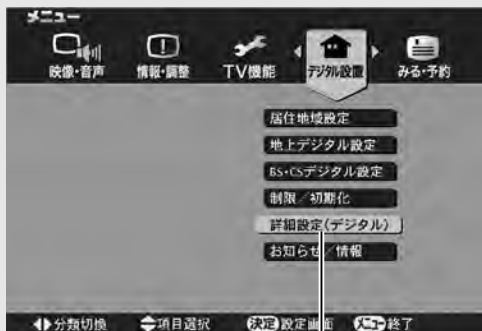 メニュー
映像・音声 情報・調整 TV機能 デジタル設置 みる・予約
居住地域設定
地上デジタル設定
BS・CSデジタル設定
制限／初期化
詳細設定(デジタル)
お知らせ／情報
分類切換 項目選択 決定 設定画面 メニュー 終了